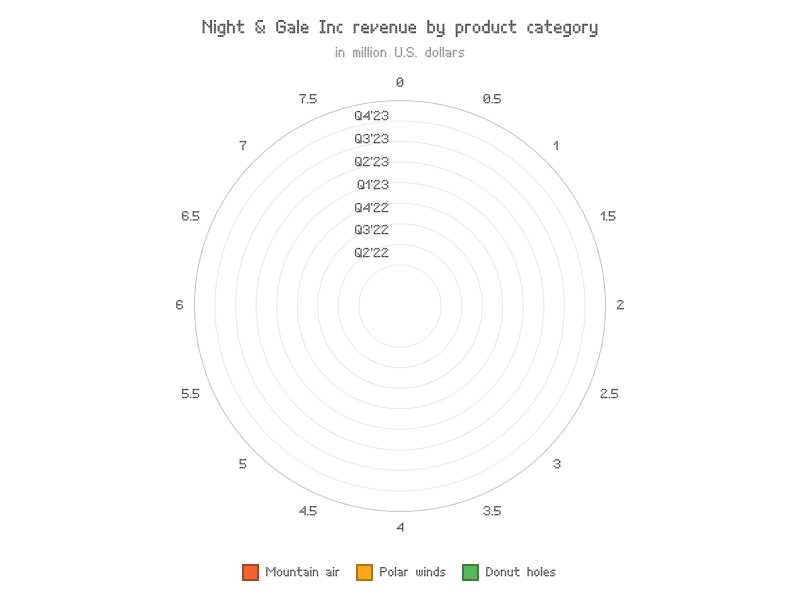 Night & Gale Inc revenue by product category
in million U.S. dollars
0
7.5
0.5
Q4'23
Q3'23
7
1
Q2'23
Q1'23
Q4'22
6.5
1.5
Q3'22
Q2'22
6
2
5.5
2.5
5
3
4.5
3.5
4
Mountain air
Polar winds
Donut holes